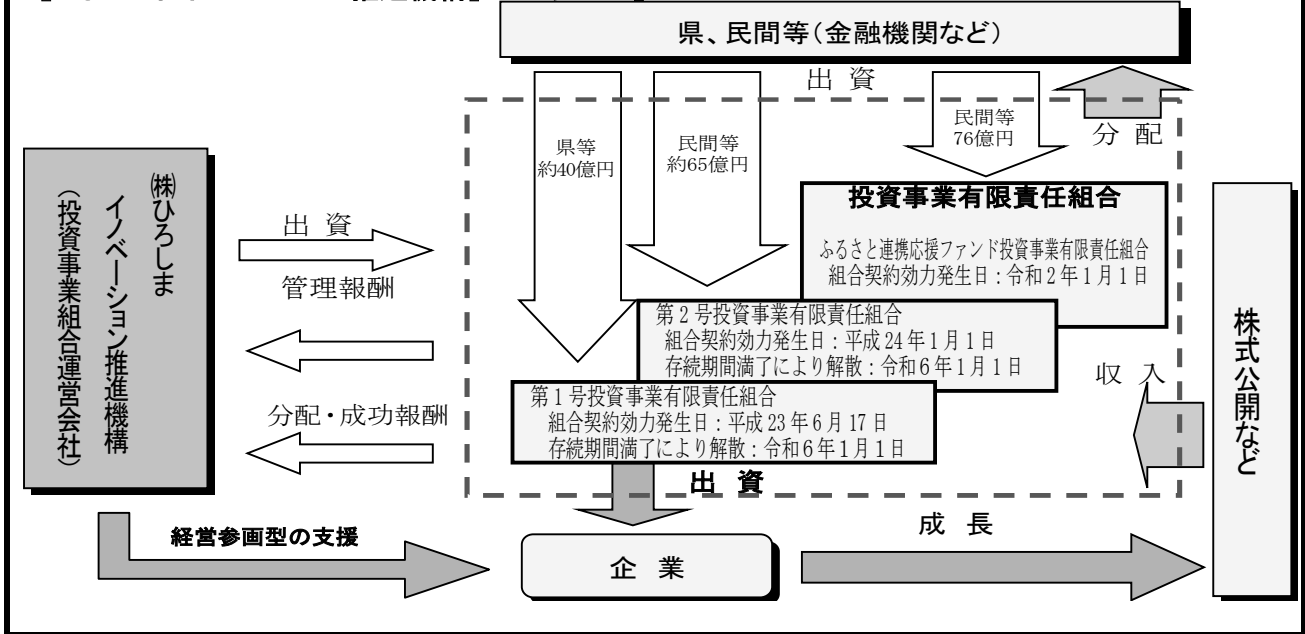 県、民間等（金融機関など）
出 資
分 配
県等
約40億円
民間等
約65億円
民間等
76億円
㈱ひろしま
イノベーション推進機構
（投資事業組合運営会社）
出 資
管理報酬
分配・成功報酬
投資事業有限責任組合
ふるさと連携応援ファンド投資事業有限責任組合
組合契約効力発生日：令和２年１月１日
第２号投資事業有限責任組合
組合契約効力発生日：平成 24 年１月１日
存続期間満了により解散：令和６年１月１日
第１号投資事業有限責任組合
組合契約効力発生日：平成 23 年６月 17 日
存続期間満了により解散：令和６年１月１日
収 入
株式公開など
出 資
経営参画型の支援
企 業
成 長